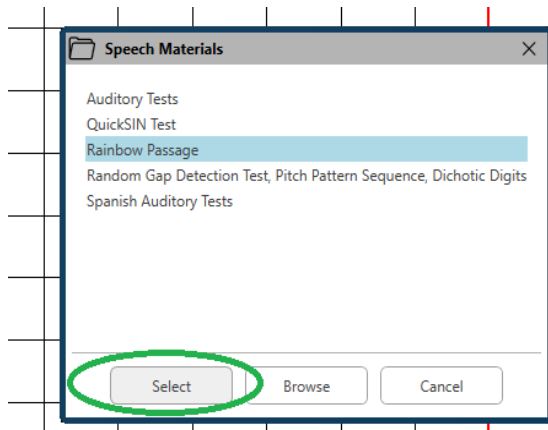 Speech Materials
Auditory Tests
QuickSIN Test
Rainbow Passage
Random Gap Detection Test, Pitch Pattern Sequence, Dichotic Digits
Spanish Auditory Tests
Select Browse Cancel